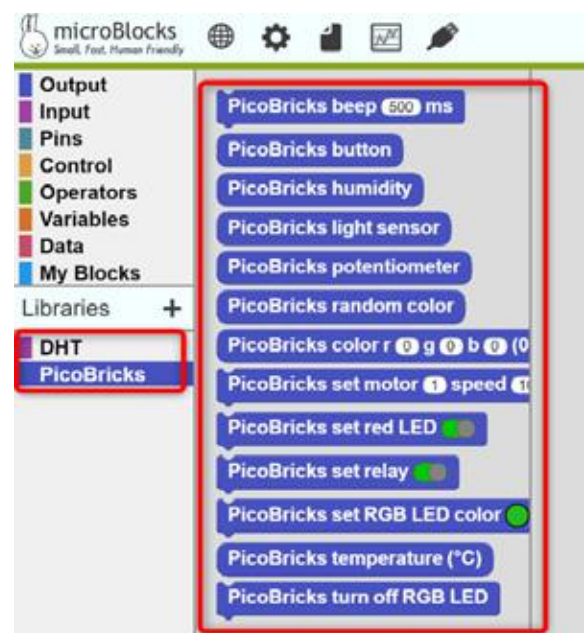 microBlocks
Small, Fast, Human Friendly
Output
Input
Pins
Control
Operators
Variables
Data
My Blocks
Libraries +
DHT
PicoBricks
PicoBricks beep 500 ms
PicoBricks button
PicoBricks humidity
PicoBricks light sensor
PicoBricks potentiometer
PicoBricks random color
PicoBricks color r 0 g 0 b 0 (0
PicoBricks set motor 1 speed
PicoBricks set red LED
PicoBricks set relay
PicoBricks set RGB LED color
PicoBricks temperature (°C)
PicoBricks turn off RGB LED